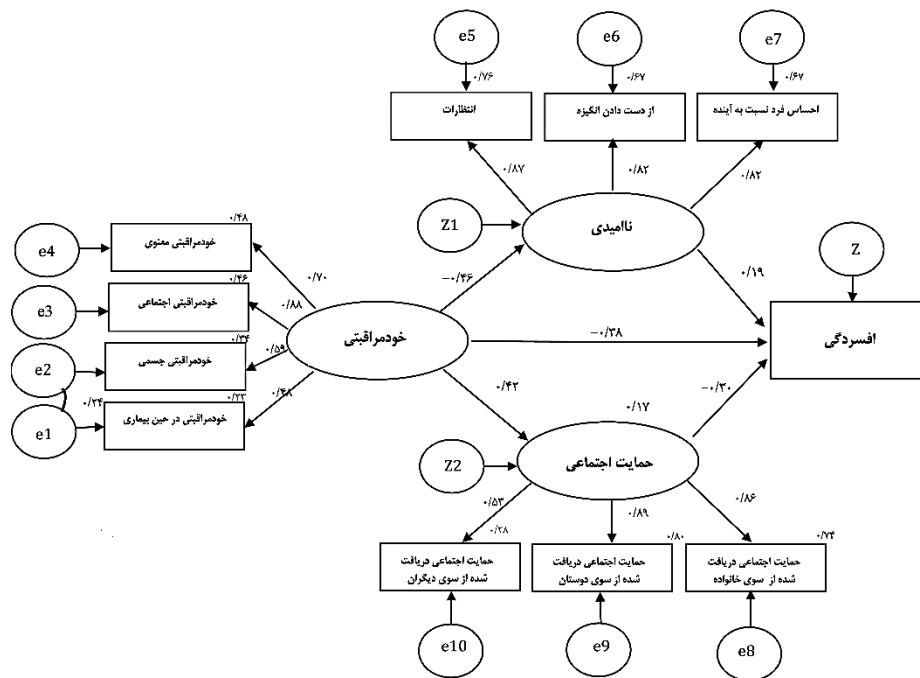 e5
e6
e7
۰/۷۶
۰/۶۷
۰/۶۷
انتظارات
از دست دادن انگیزه
احساس فرد نسبت به آینده
۰/۸۷
۰/۸۲
۰/۸۲
Z1
ناامیدی
Z
e4
۰/۴۸
خودمراقبتی معنوی
۰/۷۰
−۰/۴۶
۰/۱۹
e3
۰/۴۶
خودمراقبتی اجتماعی
۰/۸۸
خودمراقبتی
−۰/۳۸
افسردگی
e2
۰/۳۴
خودمراقبتی جسمی
۰/۵۹
e1
۰/۲۴
۰/۲۳
خودمراقبتی در حین بیماری
۰/۴۸
۰/۴۲
−۰/۳۰
۰/۱۷
Z2
حمایت اجتماعی
۰/۵۳
۰/۸۹
۰/۸۶
۰/۲۸
۰/۸۰
۰/۷۴
حمایت اجتماعی دریافت
شده از سوی دیگران
حمایت اجتماعی دریافت
شده از سوی دوستان
حمایت اجتماعی دریافت
شده از سوی خانواده
e10
e9
e8